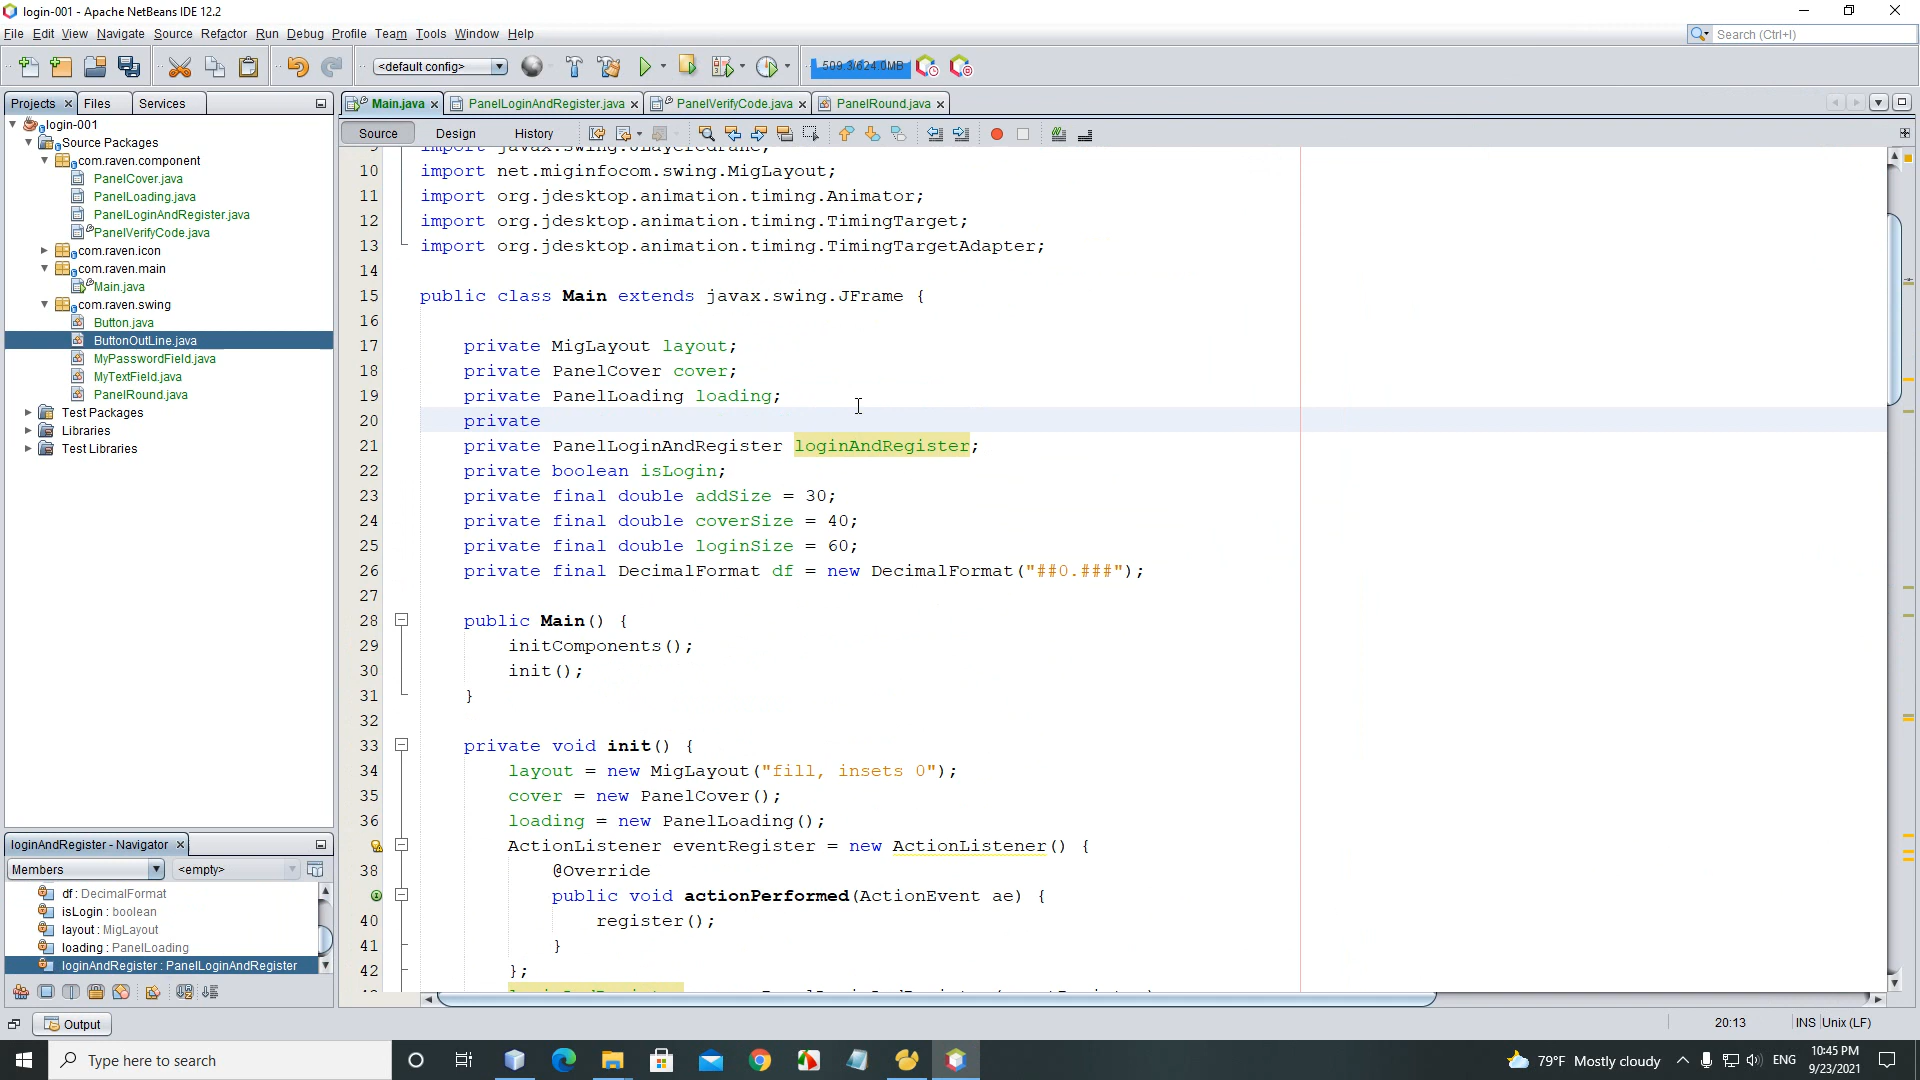 login-001 - Apache NetBeans IDE 12.2
File Edit View Navigate Source Refactor Run Debug Profile Team Tools Window Help
Search (Ctrl+I)
<default config>
509.3/624.0MB
Projects Files Services
Main.java PanelLoginAndRegister.java PanelVerifyCode.java PanelRound.java
Source Design History
login-001
Source Packages
com.raven.component
PanelCover.java
PanelLoading.java
PanelLoginAndRegister.java
PanelVerifyCode.java
com.raven.icon
com.raven.main
Main.java
com.raven.swing
Button.java
ButtonOutLine.java
MyPasswordField.java
MyTextField.java
PanelRound.java
Test Packages
Libraries
Test Libraries
10 import net.miginfocom.swing.MigLayout;
11 import org.jdesktop.animation.timing.Animator;
12 import org.jdesktop.animation.timing.TimingTarget;
13 import org.jdesktop.animation.timing.TimingTargetAdapter;
14
15 public class Main extends javax.swing.JFrame {
16
17 private MigLayout layout;
18 private PanelCover cover;
19 private PanelLoading loading;
20 private
21 private PanelLoginAndRegister loginAndRegister;
22 private boolean isLogin;
23 private final double addSize = 30;
24 private final double coverSize = 40;
25 private final double loginSize = 60;
26 private final DecimalFormat df = new DecimalFormat("##0.###");
27
28 public Main() {
29 initComponents();
30 init();
31 }
32
33 private void init() {
34 layout = new MigLayout("fill, insets 0");
35 cover = new PanelCover();
36 loading = new PanelLoading();
ActionListener eventRegister = new ActionListener() {
38 @Override
public void actionPerformed(ActionEvent ae) {
40 register();
41 }
42 };
loginAndRegister - Navigator
Members <empty>
df : DecimalFormat
isLogin : boolean
layout : MigLayout
loading : PanelLoading
loginAndRegister : PanelLoginAndRegister
Output
20:13 INS Unix (LF)
Type here to search
79°F Mostly cloudy ENG 10:45 PM
9/23/2021